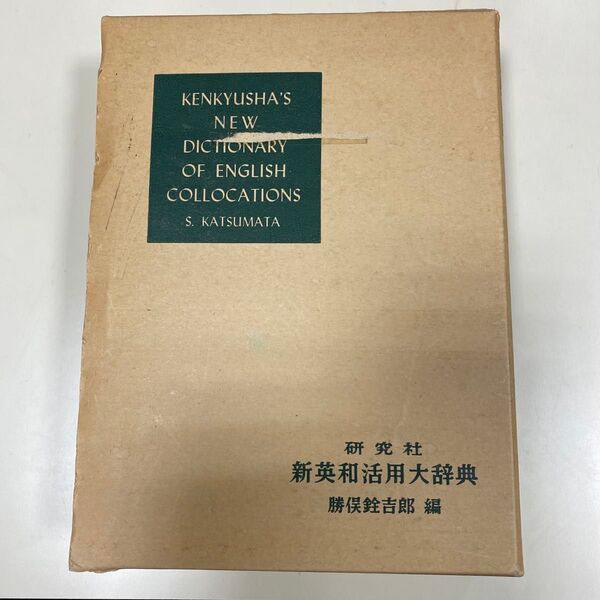 KENKYUSHA'S
NEW
DICTIONARY
OF ENGLISH
COLLOCATIONS
S. KATSUMATA
研究社
新英和活用大辞典
勝俣銓吉郎 編